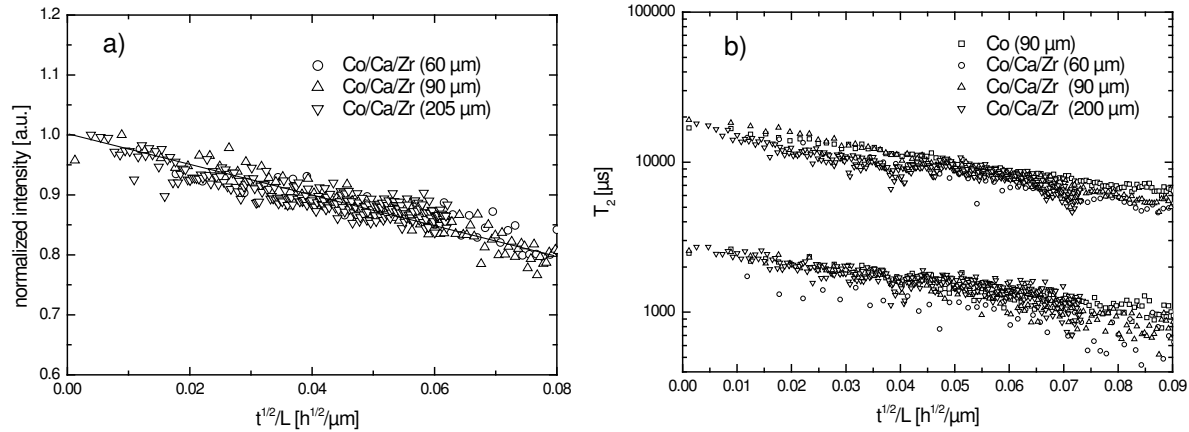 a)
Co/Ca/Zr (60 µm)
Co/Ca/Zr (90 µm)
Co/Ca/Zr (205 µm)
normalized intensity [a.u.]
1.2
1.1
1.0
0.9
0.8
0.7
0.6
0.00 0.02 0.04 0.06 0.08
t^1/2/L [h^1/2/µm]
b)
Co (90 µm)
Co/Ca/Zr (60 µm)
Co/Ca/Zr (90 µm)
Co/Ca/Zr (200 µm)
T2 [µs]
100000
10000
1000
0.00 0.01 0.02 0.03 0.04 0.05 0.06 0.07 0.08 0.09
t^1/2/L [h^1/2/µm]